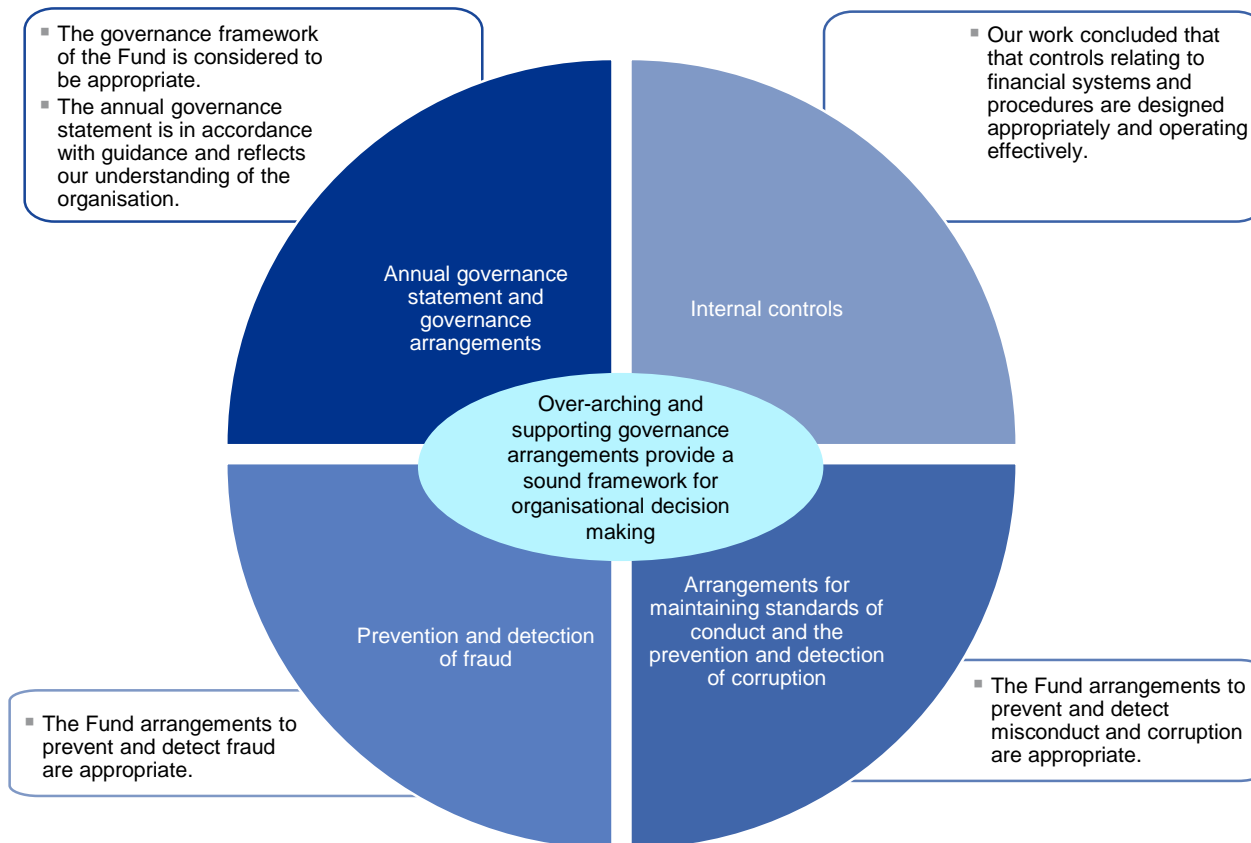 ▪ The governance framework
of the Fund is considered to
be appropriate.
▪ The annual governance
statement is in accordance
with guidance and reflects
our understanding of the
organisation.
▪ Our work concluded that
that controls relating to
financial systems and
procedures are designed
appropriately and operating
effectively.
Annual governance
statement and
governance
arrangements
Internal controls
Over-arching and
supporting governance
arrangements provide a
sound framework for
organisational decision
making
Prevention and detection
of fraud
Arrangements for
maintaining standards of
conduct and the
prevention and detection
of corruption
▪ The Fund arrangements to
prevent and detect fraud
are appropriate.
▪ The Fund arrangements to
prevent and detect
misconduct and corruption
are appropriate.